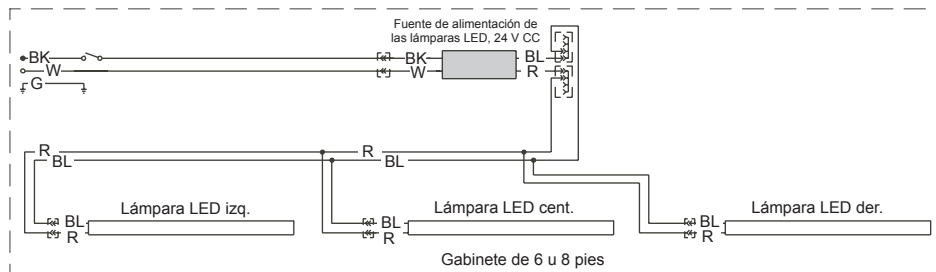 Fuente de alimentación de
las lámparas LED, 24 V CC
BK BK BL
W W R
G
R R
BL BL
Lámpara LED izq. Lámpara LED cent. Lámpara LED der.
BL BL BL
R R R
Gabinete de 6 u 8 pies